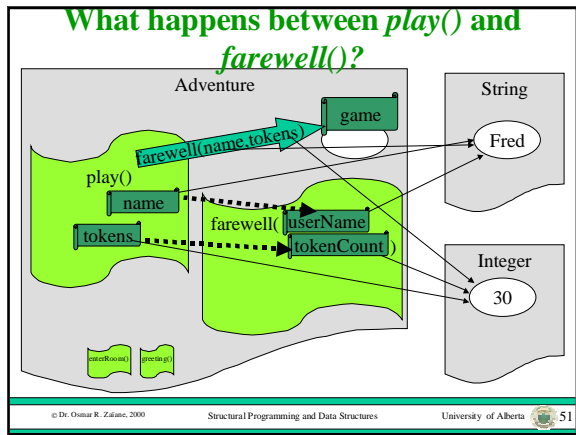 What happens between play() and
farewell()?
Adventure
String
game
Fred
farewell(name,tokens)
play()
name
farewell( userName
tokens
tokenCount )
Integer
30
enterRoom() greeting()
© Dr. Osmar R. Zaïane, 2000 Structural Programming and Data Structures University of Alberta 51